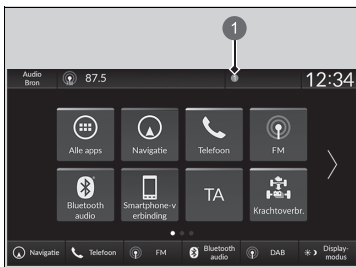 1
Audio
Bron
87.5
12:34
Alle apps
Navigatie
Telefoon
FM
Bluetooth
audio
Smartphone-v
erbinding
TA
Krachtoverbr.
Navigatie
Telefoon
FM
Bluetooth
audio
DAB
Display-
modus